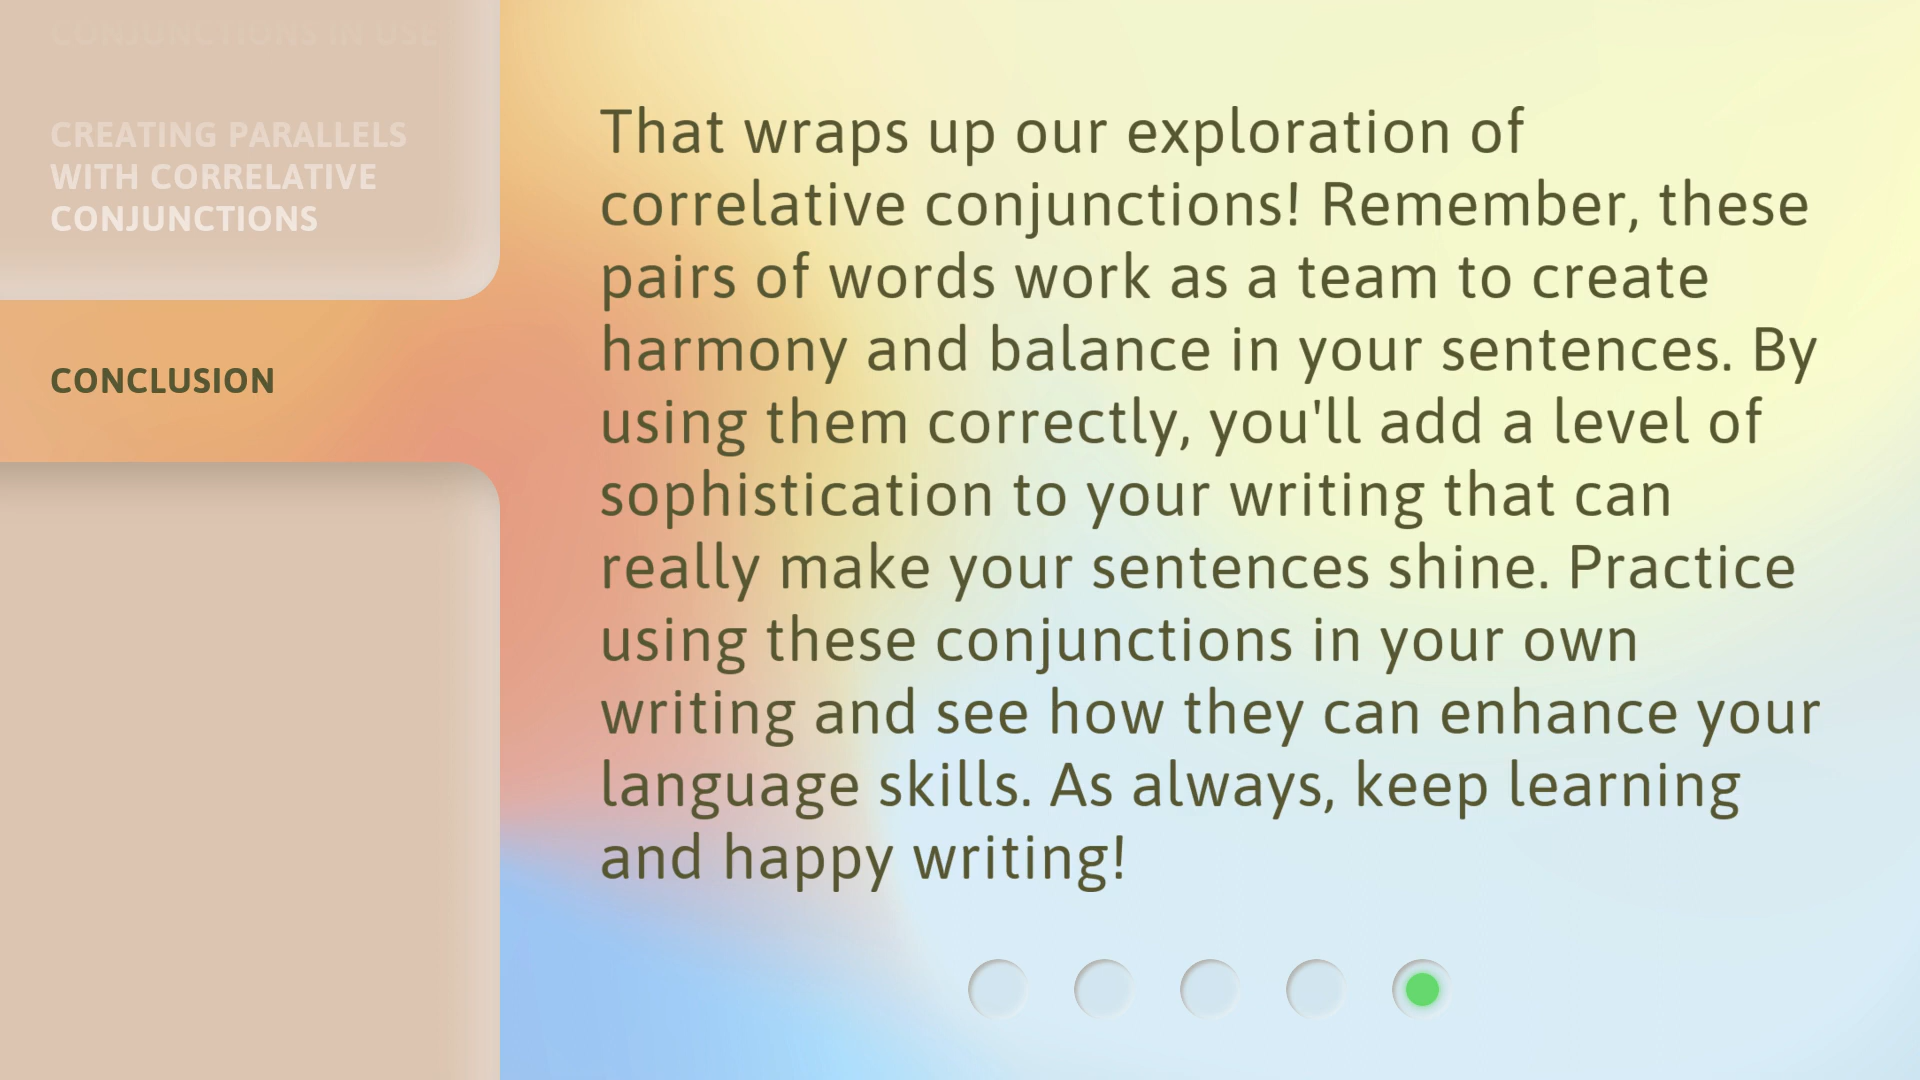 CONJUNCTIONS IN USE
CREATING PARALLELS
WITH CORRELATIVE
CONJUNCTIONS
CONCLUSION
That wraps up our exploration of
correlative conjunctions! Remember, these
pairs of words work as a team to create
harmony and balance in your sentences. By
using them correctly, you'll add a level of
sophistication to your writing that can
really make your sentences shine. Practice
using these conjunctions in your own
writing and see how they can enhance your
language skills. As always, keep learning
and happy writing!